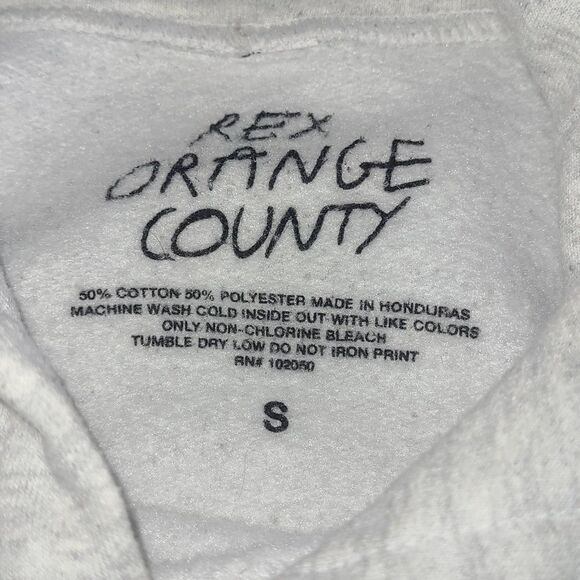 REX
ORANGE
COUNTY
50% COTTON 50% POLYESTER MADE IN HONDURAS
MACHINE WASH COLD INSIDE OUT WITH LIKE COLORS
ONLY NON-CHLORINE BLEACH
TUMBLE DRY LOW DO NOT IRON PRINT
RN# 102050
S